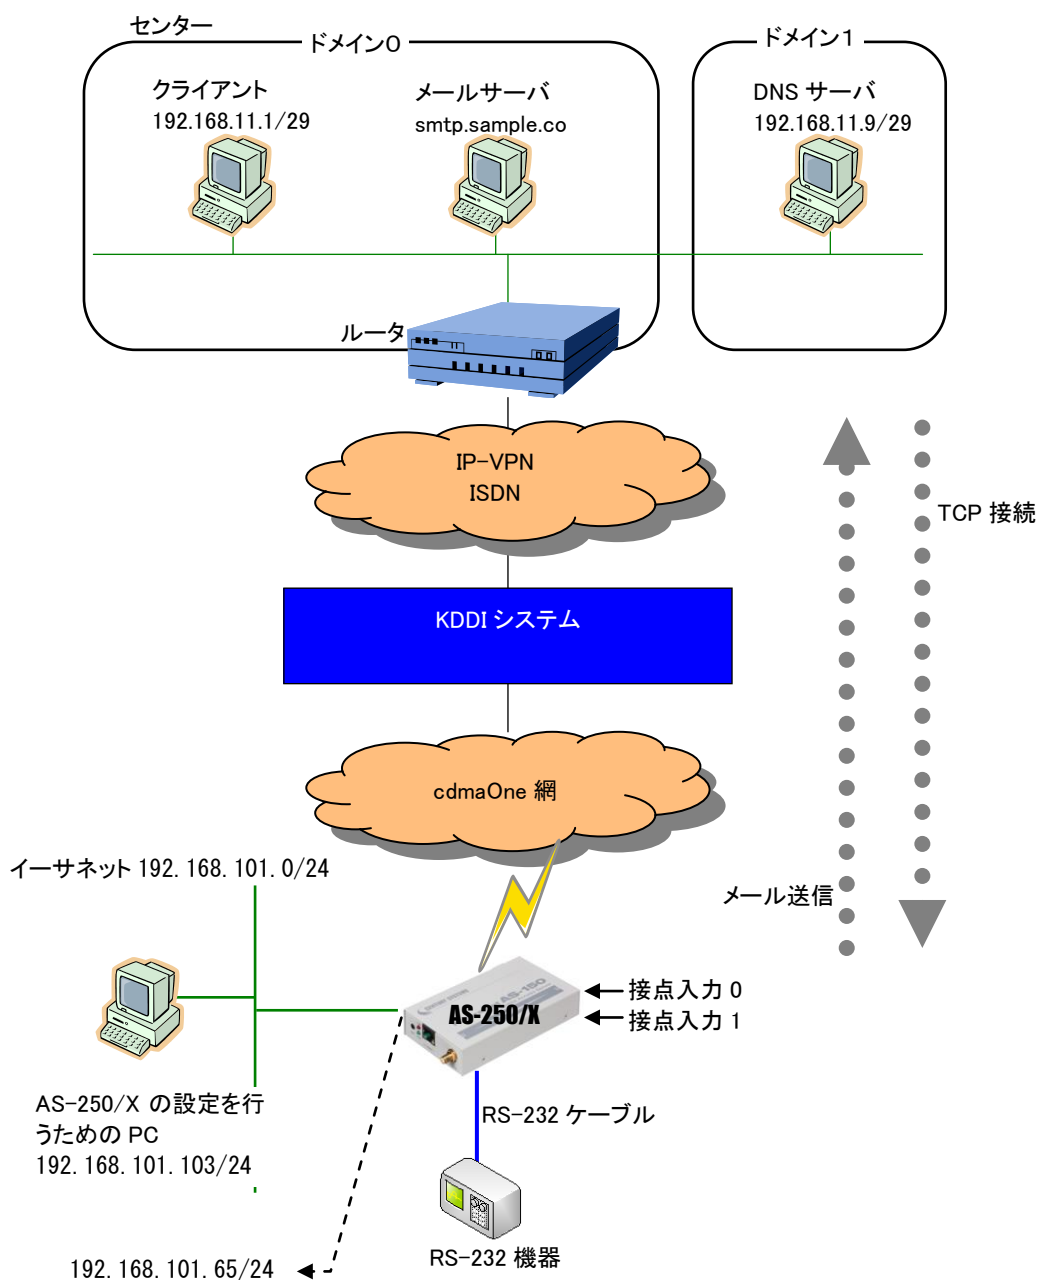 センター
ドメイン0
ドメイン1
クライアント
192.168.11.1/29
メールサーバ
smtp.sample.co
DNS サーバ
192.168.11.9/29
ルータ
IP-VPN
ISDN
TCP 接続
KDDI システム
cdmaOne 網
イーサネット 192.168.101.0/24
メール送信
AS-150
AS-250/X
接点入力 0
接点入力 1
AS-250/X の設定を行
うための PC
192.168.101.103/24
RS-232 ケーブル
RS-232 機器
192.168.101.65/24